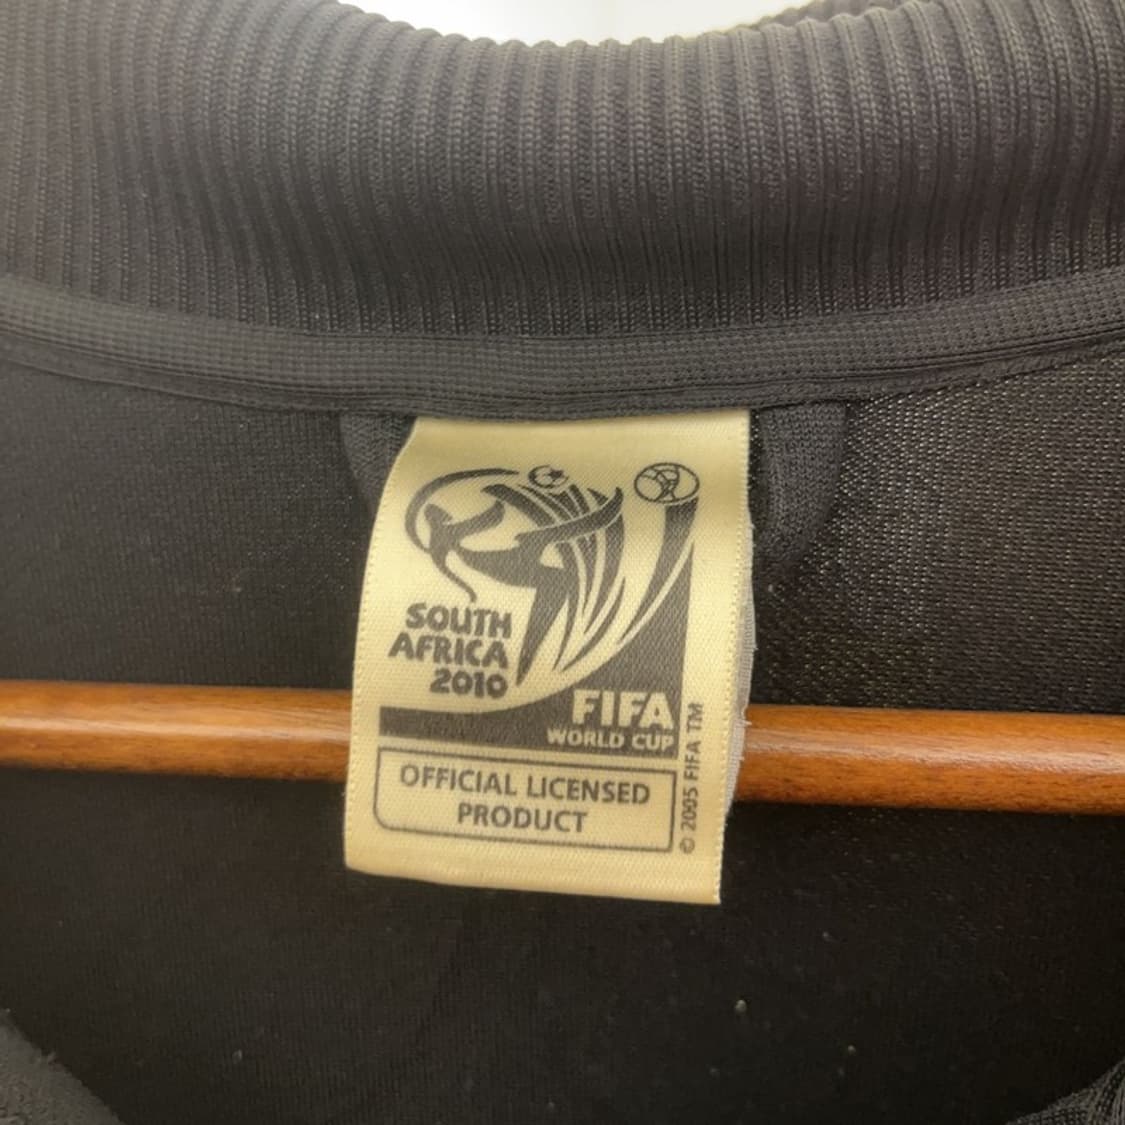 SOUTH
AFRICA
2010
FIFA
WORLD CUP
OFFICIAL LICENSED
PRODUCT
© 2005 FIFA TM